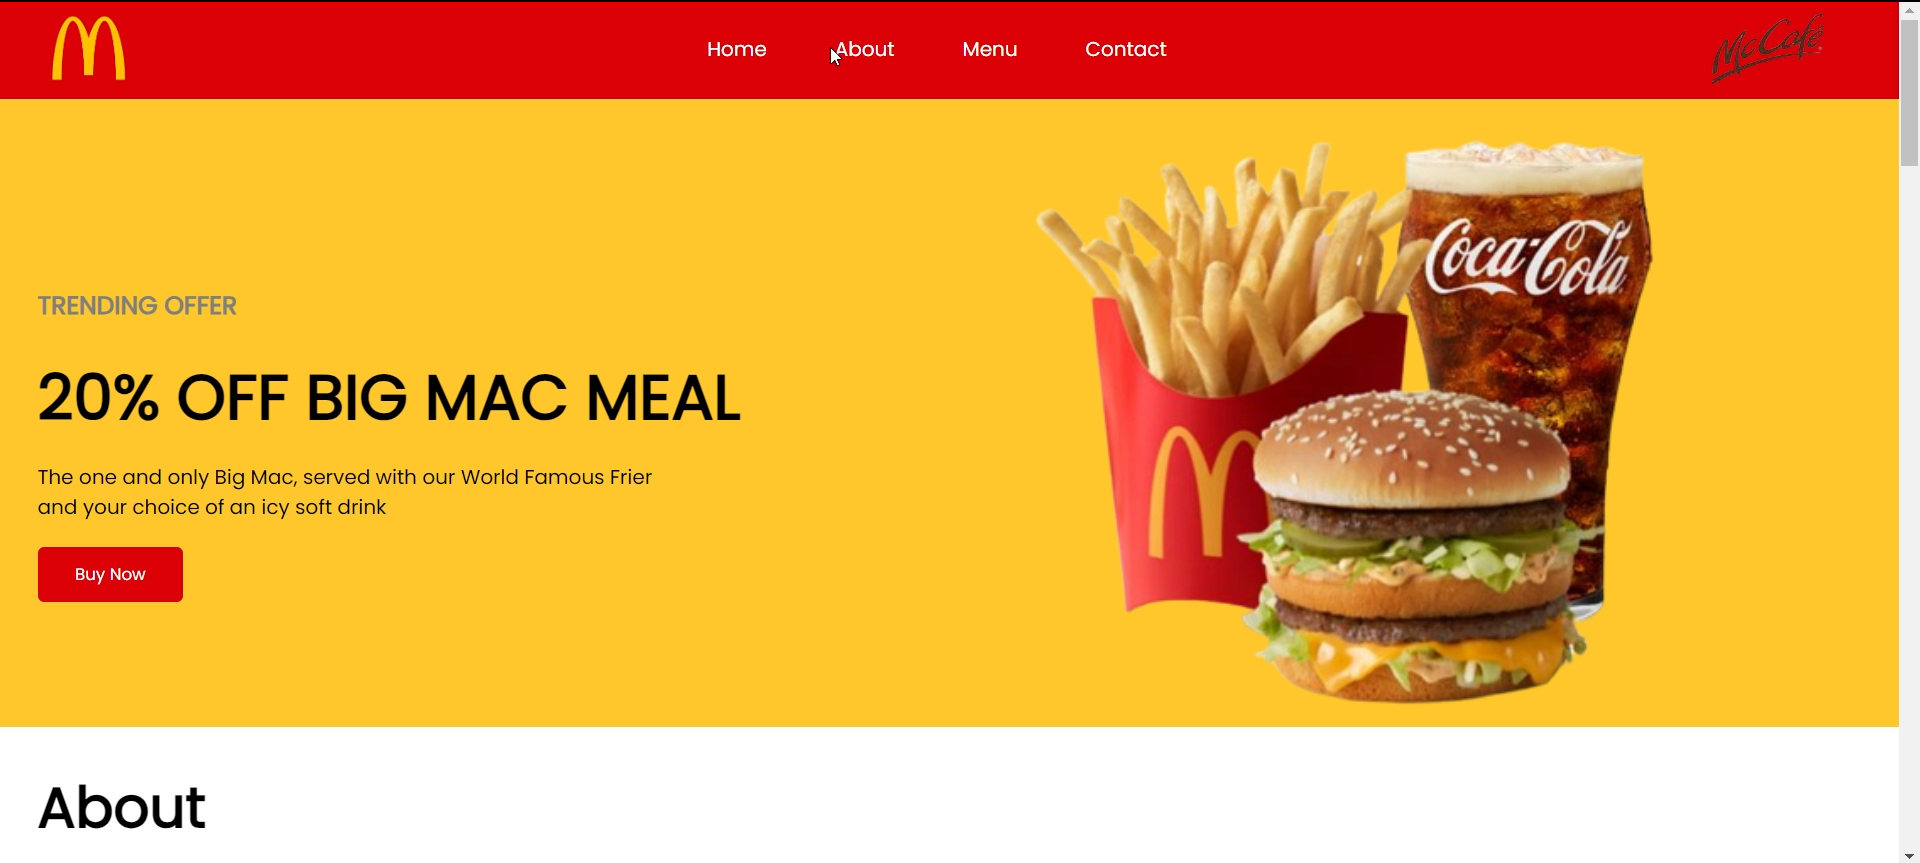 Home About Menu Contact
McCafé
TRENDING OFFER
20% OFF BIG MAC MEAL
The one and only Big Mac, served with our World Famous Frier
and your choice of an icy soft drink
Buy Now
Coca-Cola
About